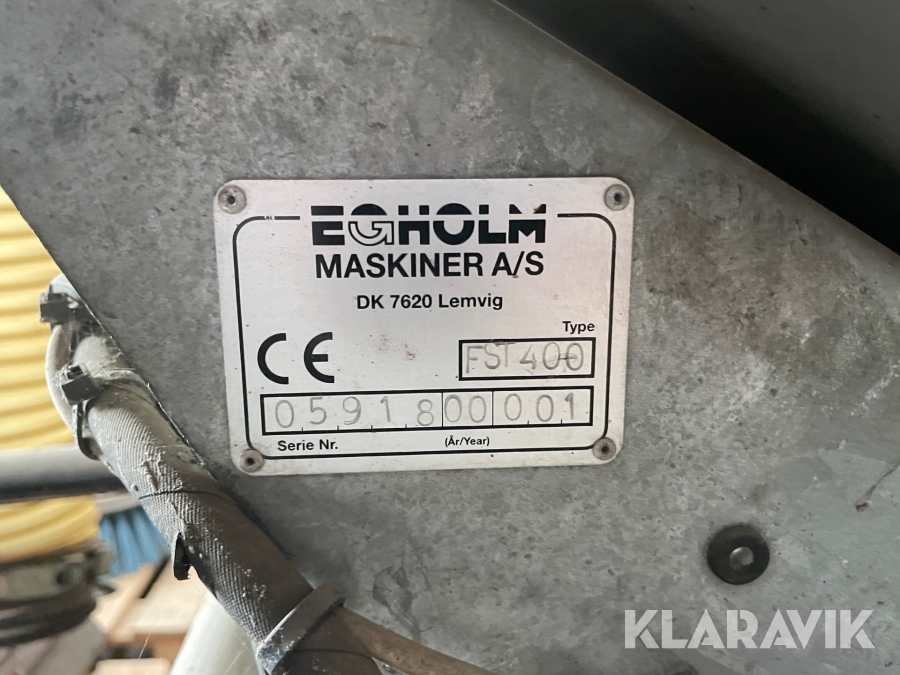 EGHOLM
MASKINER A/S
DK 7620 Lemvig
Type
CE FST 400
0591800001
Serie Nr. (År/Year)
KLARAVIK